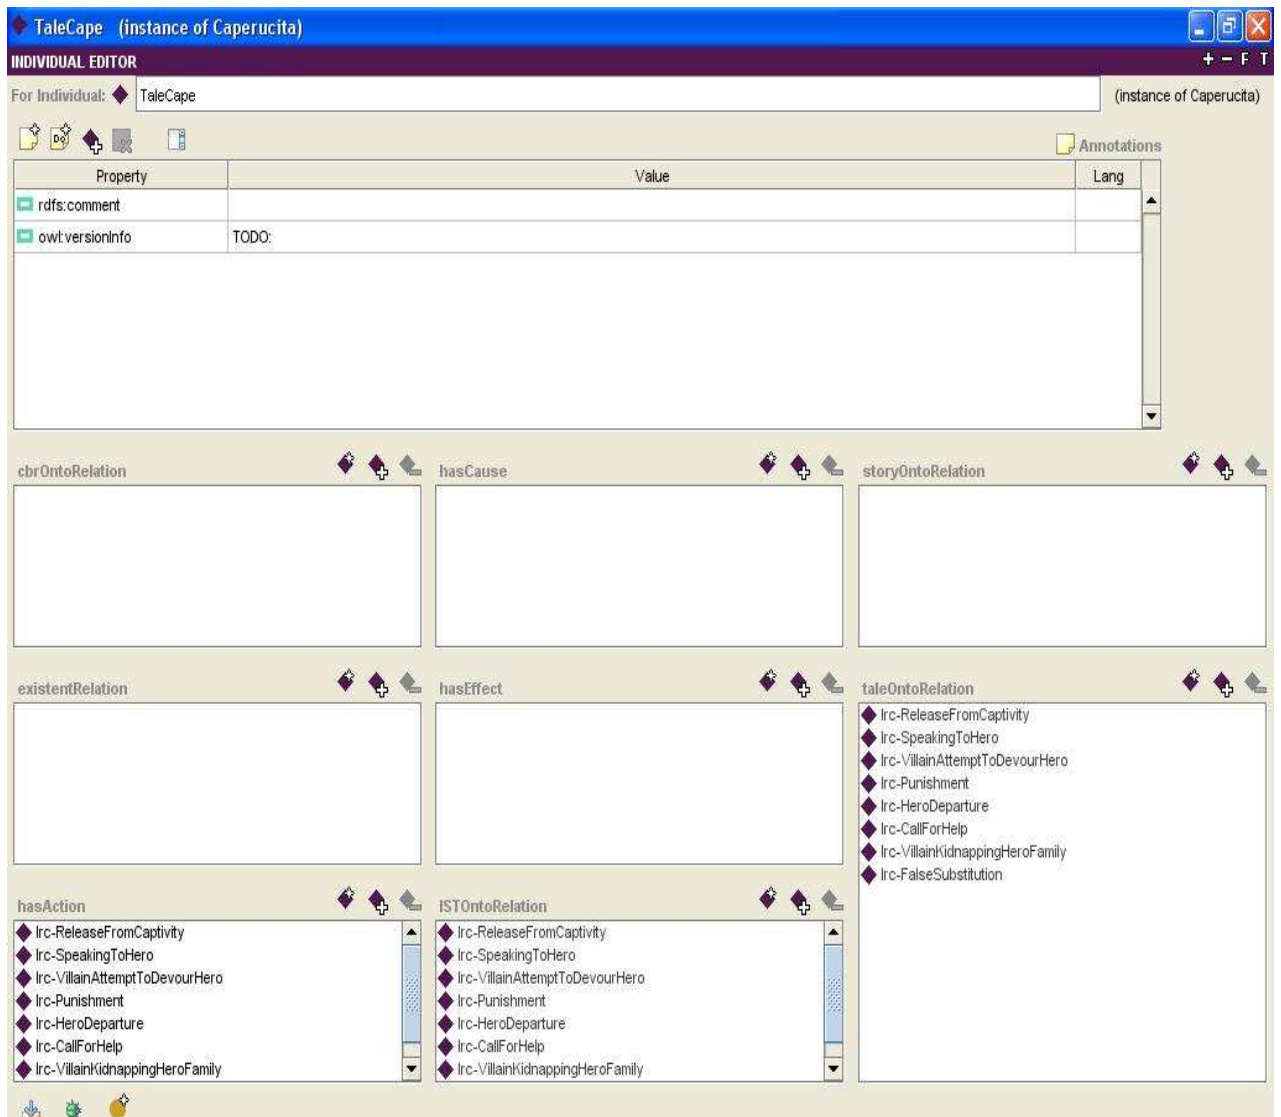 TaleCape (instance of Caperucita)
INDIVIDUAL EDITOR
+ − F T
For Individual: TaleCape (instance of Caperucita)
Annotations
Property Value Lang
rdfs:comment
owl:versionInfo TODO:
cbrOntoRelation hasCause storyOntoRelation
existentRelation hasEffect taleOntoRelation
lrc-ReleaseFromCaptivity
lrc-SpeakingToHero
lrc-VillainAttemptToDevourHero
lrc-Punishment
lrc-HeroDeparture
lrc-CallForHelp
lrc-VillainKidnappingHeroFamily
lrc-FalseSubstitution
hasAction ISTOntoRelation
lrc-ReleaseFromCaptivity lrc-ReleaseFromCaptivity
lrc-SpeakingToHero lrc-SpeakingToHero
lrc-VillainAttemptToDevourHero lrc-VillainAttemptToDevourHero
lrc-Punishment lrc-Punishment
lrc-HeroDeparture lrc-HeroDeparture
lrc-CallForHelp lrc-CallForHelp
lrc-VillainKidnappingHeroFamily lrc-VillainKidnappingHeroFamily